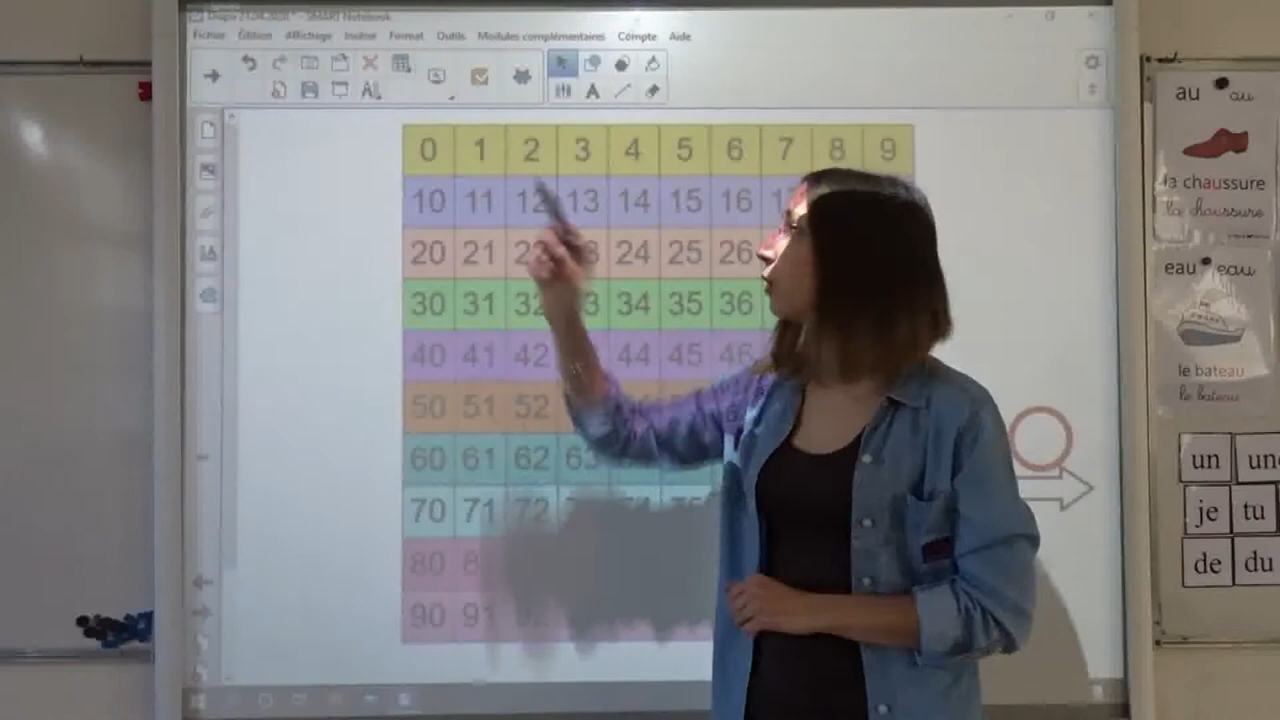 SMART Notebook
Fichier Édition Affichage Insérer Format Outils Modules complémentaires Compte Aide
0 1 2 3 4 5 6 7 8 9
10 11 12 13 14 15 16
20 21 24 25 26
30 31 32 34 35 36
40 41 42 44 45 46
50 51 52
60 61 62 63
70 71 72
80
90 91
au au
la chaussure
la chaussure
eau eau
le bateau
le bateau
un
je tu
de du